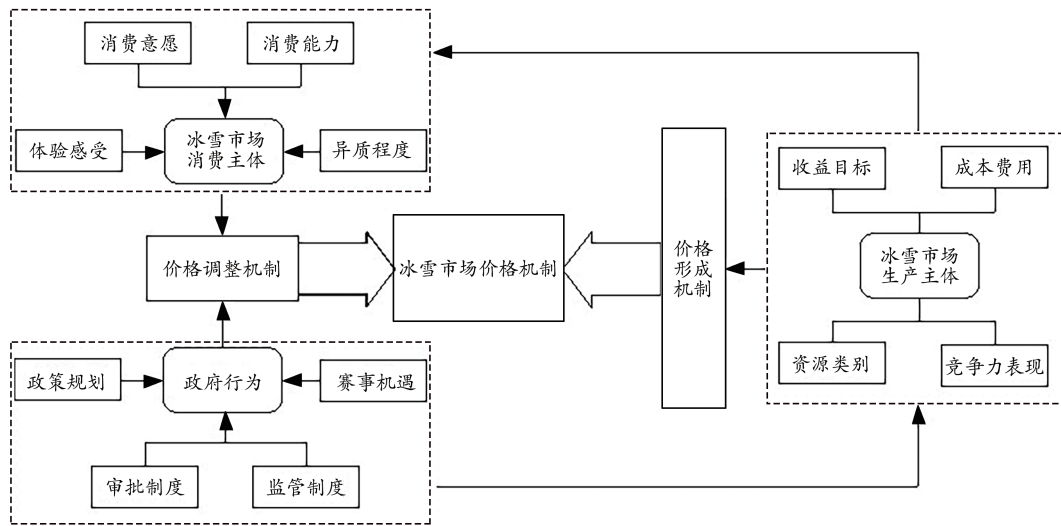 消费意愿
消费能力
体验感受
冰雪市场
消费主体
异质程度
价格调整机制
冰雪市场价格机制
价格
形成
机制
收益目标
成本费用
冰雪市场
生产主体
资源类别
竞争力表现
政策规划
政府行为
赛事机遇
审批制度
监管制度